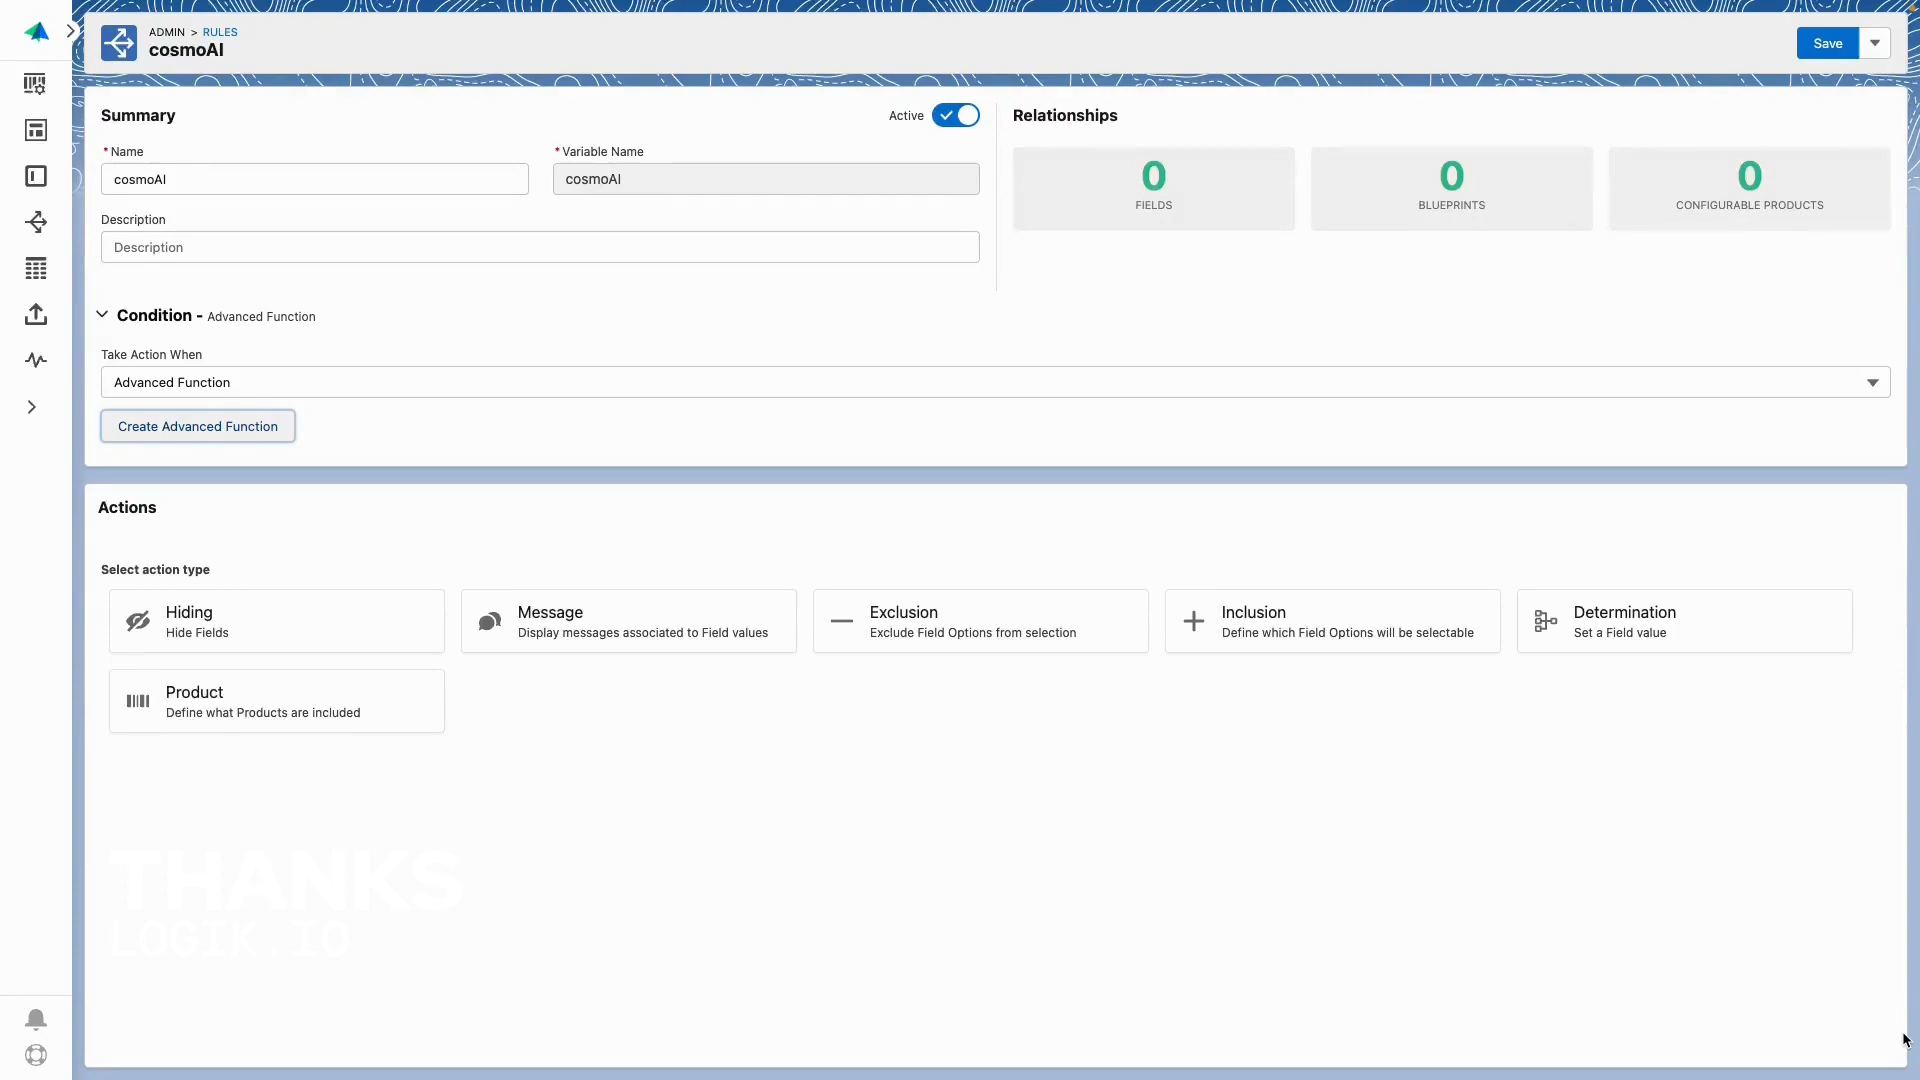 ADMIN > RULES
cosmoAI
Save
Summary
Active
Relationships
* Name
* Variable Name
cosmoAI
cosmoAI
Description
Description
0
FIELDS
0
BLUEPRINTS
0
CONFIGURABLE PRODUCTS
Condition - Advanced Function
Take Action When
Advanced Function
Create Advanced Function
Actions
Select action type
Hiding
Hide Fields
Message
Display messages associated to Field values
Exclusion
Exclude Field Options from selection
Inclusion
Define which Field Options will be selectable
Determination
Set a Field value
Product
Define what Products are included
THANKS
LOGIK.IO